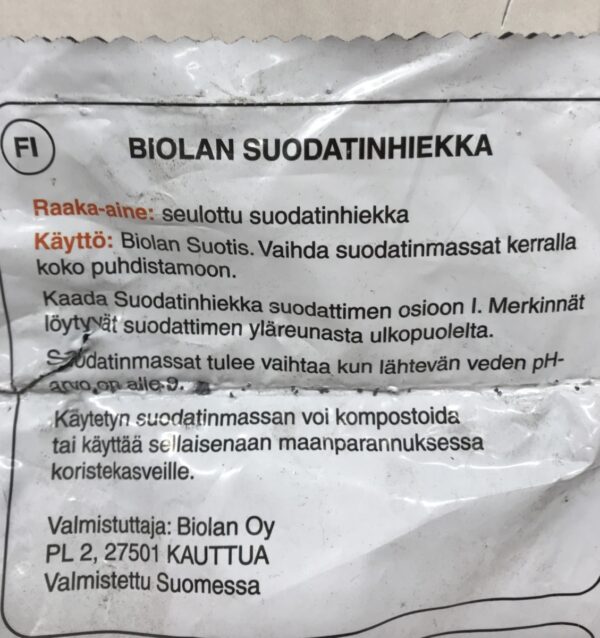 FI
BIOLAN SUODATINHIEKKA
Raaka-aine: seulottu suodatinhiekka
Käyttö: Biolan Suotis. Vaihda suodatinmassat kerralla
koko puhdistamoon.
Kaada Suodatinhiekka suodattimen osioon I. Merkinnät
löytyvät suodattimen yläreunasta ulkopuolelta.
Suodatinmassat tulee vaihtaa kun lähtevän veden pH-
arvo on alle 9.
Käytetyn suodatinmassan voi kompostoida
tai käyttää sellaisenaan maanparannuksessa
koristekasveille.
Valmistuttaja: Biolan Oy
PL 2, 27501 KAUTTUA
Valmistettu Suomessa